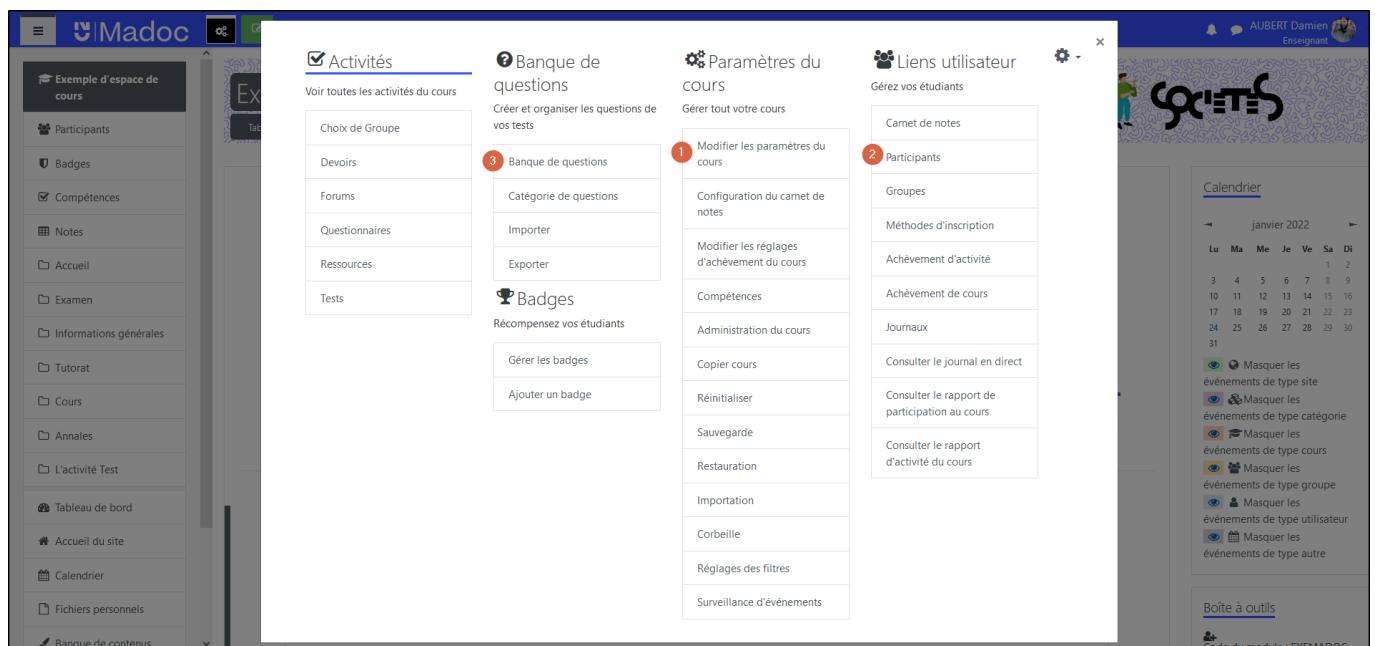 Madoc
AUBERT Damien
Enseignant
Exemple d'espace de
cours
Participants
Badges
Compétences
Notes
Accueil
Examen
Informations générales
Tutorat
Cours
Annales
L'activité Test
Tableau de bord
Accueil du site
Calendrier
Fichiers personnels
Banque de contenus
Ex
Tab
Activités
Voir toutes les activités du cours
Choix de Groupe
Devoirs
Forums
Questionnaires
Ressources
Tests
Banque de
questions
Créer et organiser les questions de
vos tests
3 Banque de questions
Catégorie de questions
Importer
Exporter
Badges
Récompensez vos étudiants
Gérer les badges
Ajouter un badge
Paramètres du
cours
Gérer tout votre cours
1 Modifier les paramètres du
cours
Configuration du carnet de
notes
Modifier les réglages
d'achèvement du cours
Compétences
Administration du cours
Copier cours
Réinitialiser
Sauvegarde
Restauration
Importation
Corbeille
Réglages des filtres
Surveillance d'événements
Liens utilisateur
Gérez vos étudiants
Carnet de notes
2 Participants
Groupes
Méthodes d'inscription
Achèvement d'activité
Achèvement de cours
Journaux
Consulter le journal en direct
Consulter le rapport de
participation au cours
Consulter le rapport
d'activité du cours
×
SOCIETES
Calendrier
◄ janvier 2022 ►
Lu Ma Me Je Ve Sa Di
1 2
3 4 5 6 7 8 9
10 11 12 13 14 15 16
17 18 19 20 21 22 23
24 25 26 27 28 29 30
31
Masquer les
événements de type site
Masquer les
événements de type catégorie
Masquer les
événements de type cours
Masquer les
événements de type groupe
Masquer les
événements de type utilisateur
Masquer les
événements de type autre
Boîte à outils
Code du module : EXEMADOC